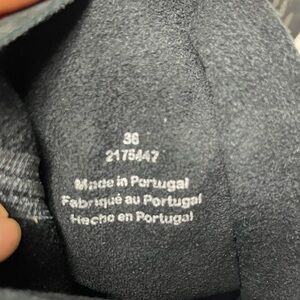 36
2175447
Made in Portugal
Fabriqué au Portugal
Hecho en Portugal